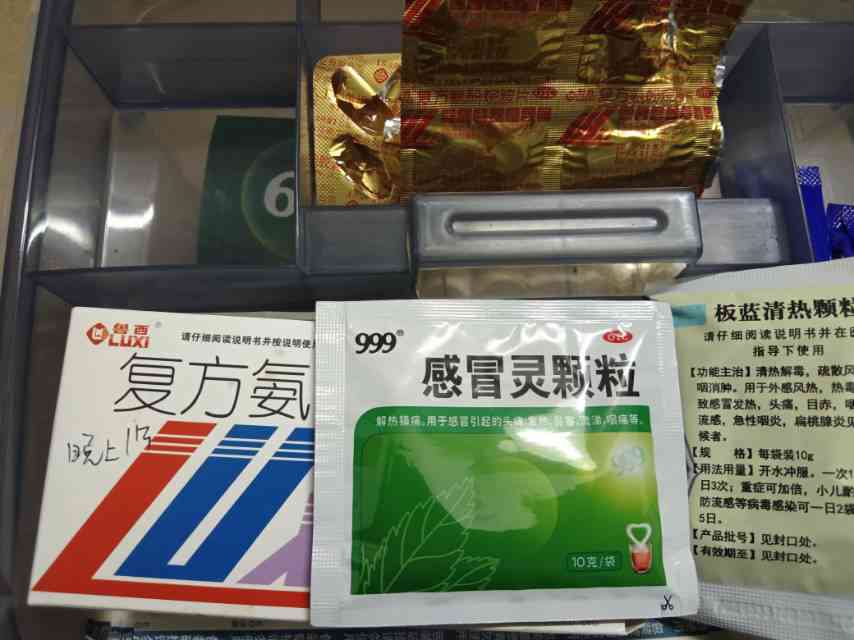 6
鲁西
LUXI
请仔细阅读说明书并按说明使用
复方氨
晚上1片
999®
OTC
感冒灵颗粒
解热镇痛。用于感冒引起的头痛,发热,鼻塞,流涕,咽痛等。
10克/袋
板蓝清热颗粒
请仔细阅读说明书并在医
指导下使用
【功能主治】清热解毒,疏散风
咽消肿。用于外感风热,热毒
致感冒发热,头痛,目赤,咽
流感,急性咽炎,扁桃腺炎见
候者。
【规 格】每袋装10g
【用法用量】开水冲服。一次1
日3次;重症可加倍,小儿酌
防流感等病毒感染可一日2袋
5日。
【产品批号】见封口处。
【有效期至】见封口处。